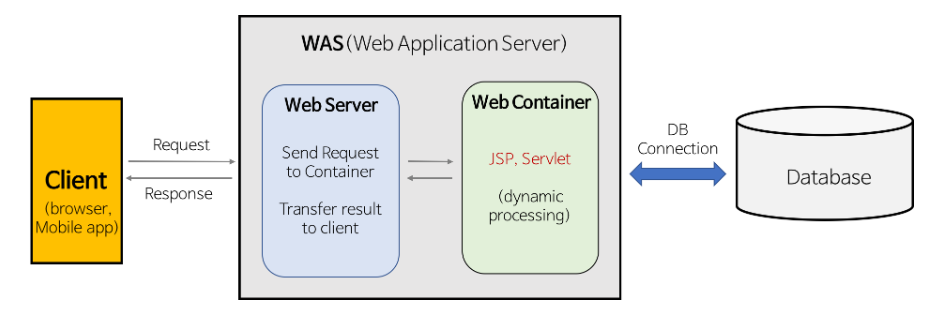 WAS(Web Application Server)
Client
(browser,
Mobile app)
Request
Response
Web Server
Send Request
to Container
Transfer result
to client
Web Container
JSP, Servlet
(dynamic
processing)
DB
Connection
Database